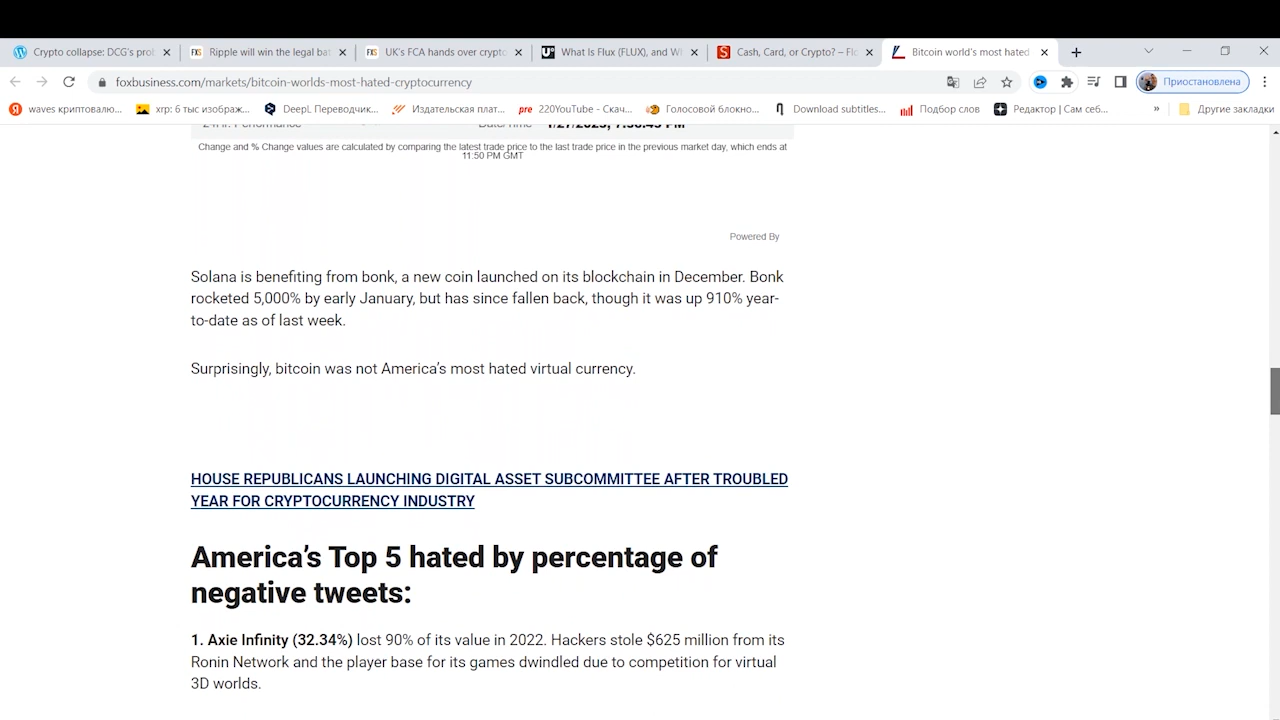 Crypto collapse: DCG's pro
Ripple will win the legal bat
UK's FCA hands over crypto
What Is Flux (FLUX), and W
Cash, Card, or Crypto? – Fl
Bitcoin world's most hated
foxbusiness.com/markets/bitcoin-worlds-most-hated-cryptocurrency
Приостановлена
waves криптовалю...
xrp: 6 тыс изображ...
DeepL Переводчик...
Издательская плат...
220YouTube - Скач...
Голосовой блокно...
Download subtitles...
Подбор слов
Редактор | Сам себ...
»
Другие закладки
Change and % Change values are calculated by comparing the latest trade price to the last trade price in the previous market day, which ends at
11:50 PM GMT
Powered By
Solana is benefiting from bonk, a new coin launched on its blockchain in December. Bonk
rocketed 5,000% by early January, but has since fallen back, though it was up 910% year-
to-date as of last week.
Surprisingly, bitcoin was not America's most hated virtual currency.
HOUSE REPUBLICANS LAUNCHING DIGITAL ASSET SUBCOMMITTEE AFTER TROUBLED
YEAR FOR CRYPTOCURRENCY INDUSTRY
America's Top 5 hated by percentage of
negative tweets:
1. Axie Infinity (32.34%) lost 90% of its value in 2022. Hackers stole $625 million from its
Ronin Network and the player base for its games dwindled due to competition for virtual
3D worlds.